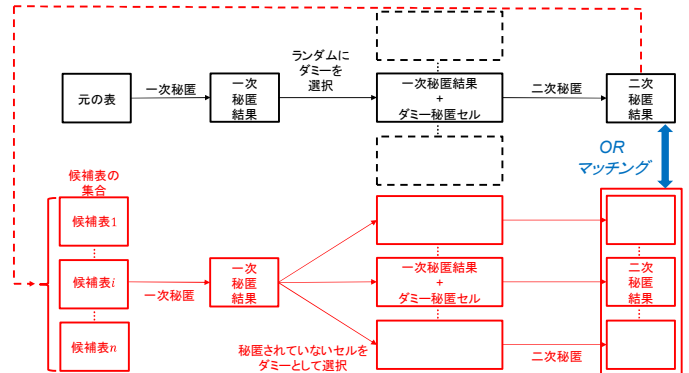 ランダムに
ダミーを
選択
元の表
一次秘匿
一次
秘匿
結果
一次秘匿結果
+
ダミー秘匿セル
二次秘匿
二次
秘匿
結果
OR
マッチング
候補表の
集合
候補表1
候補表i
候補表n
一次秘匿
一次
秘匿
結果
一次秘匿結果
+
ダミー秘匿セル
二次
秘匿
結果
秘匿されていないセルを
ダミーとして選択
二次秘匿